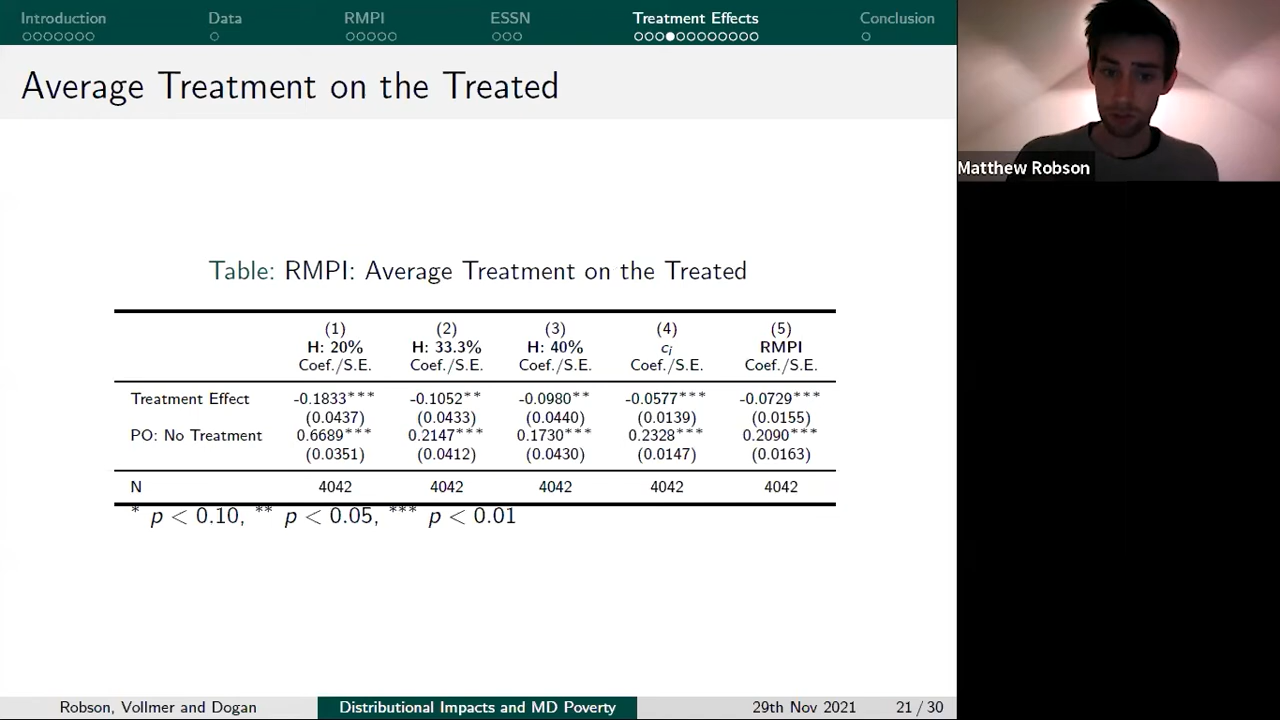 Introduction Data RMPI ESSN Treatment Effects Conclusion
Average Treatment on the Treated
Matthew Robson
Table: RMPI: Average Treatment on the Treated
(1) (2) (3) (4) (5)
H: 20% H: 33.3% H: 40% ci RMPI
Coef./S.E. Coef./S.E. Coef./S.E. Coef./S.E. Coef./S.E.
Treatment Effect -0.1833*** -0.1052** -0.0980** -0.0577*** -0.0729***
(0.0437) (0.0433) (0.0440) (0.0139) (0.0155)
PO: No Treatment 0.6689*** 0.2147*** 0.1730*** 0.2328*** 0.2090***
(0.0351) (0.0412) (0.0430) (0.0147) (0.0163)
N 4042 4042 4042 4042 4042
* p < 0.10, ** p < 0.05, *** p < 0.01
Robson, Vollmer and Dogan Distributional Impacts and MD Poverty 29th Nov 2021 21 / 30